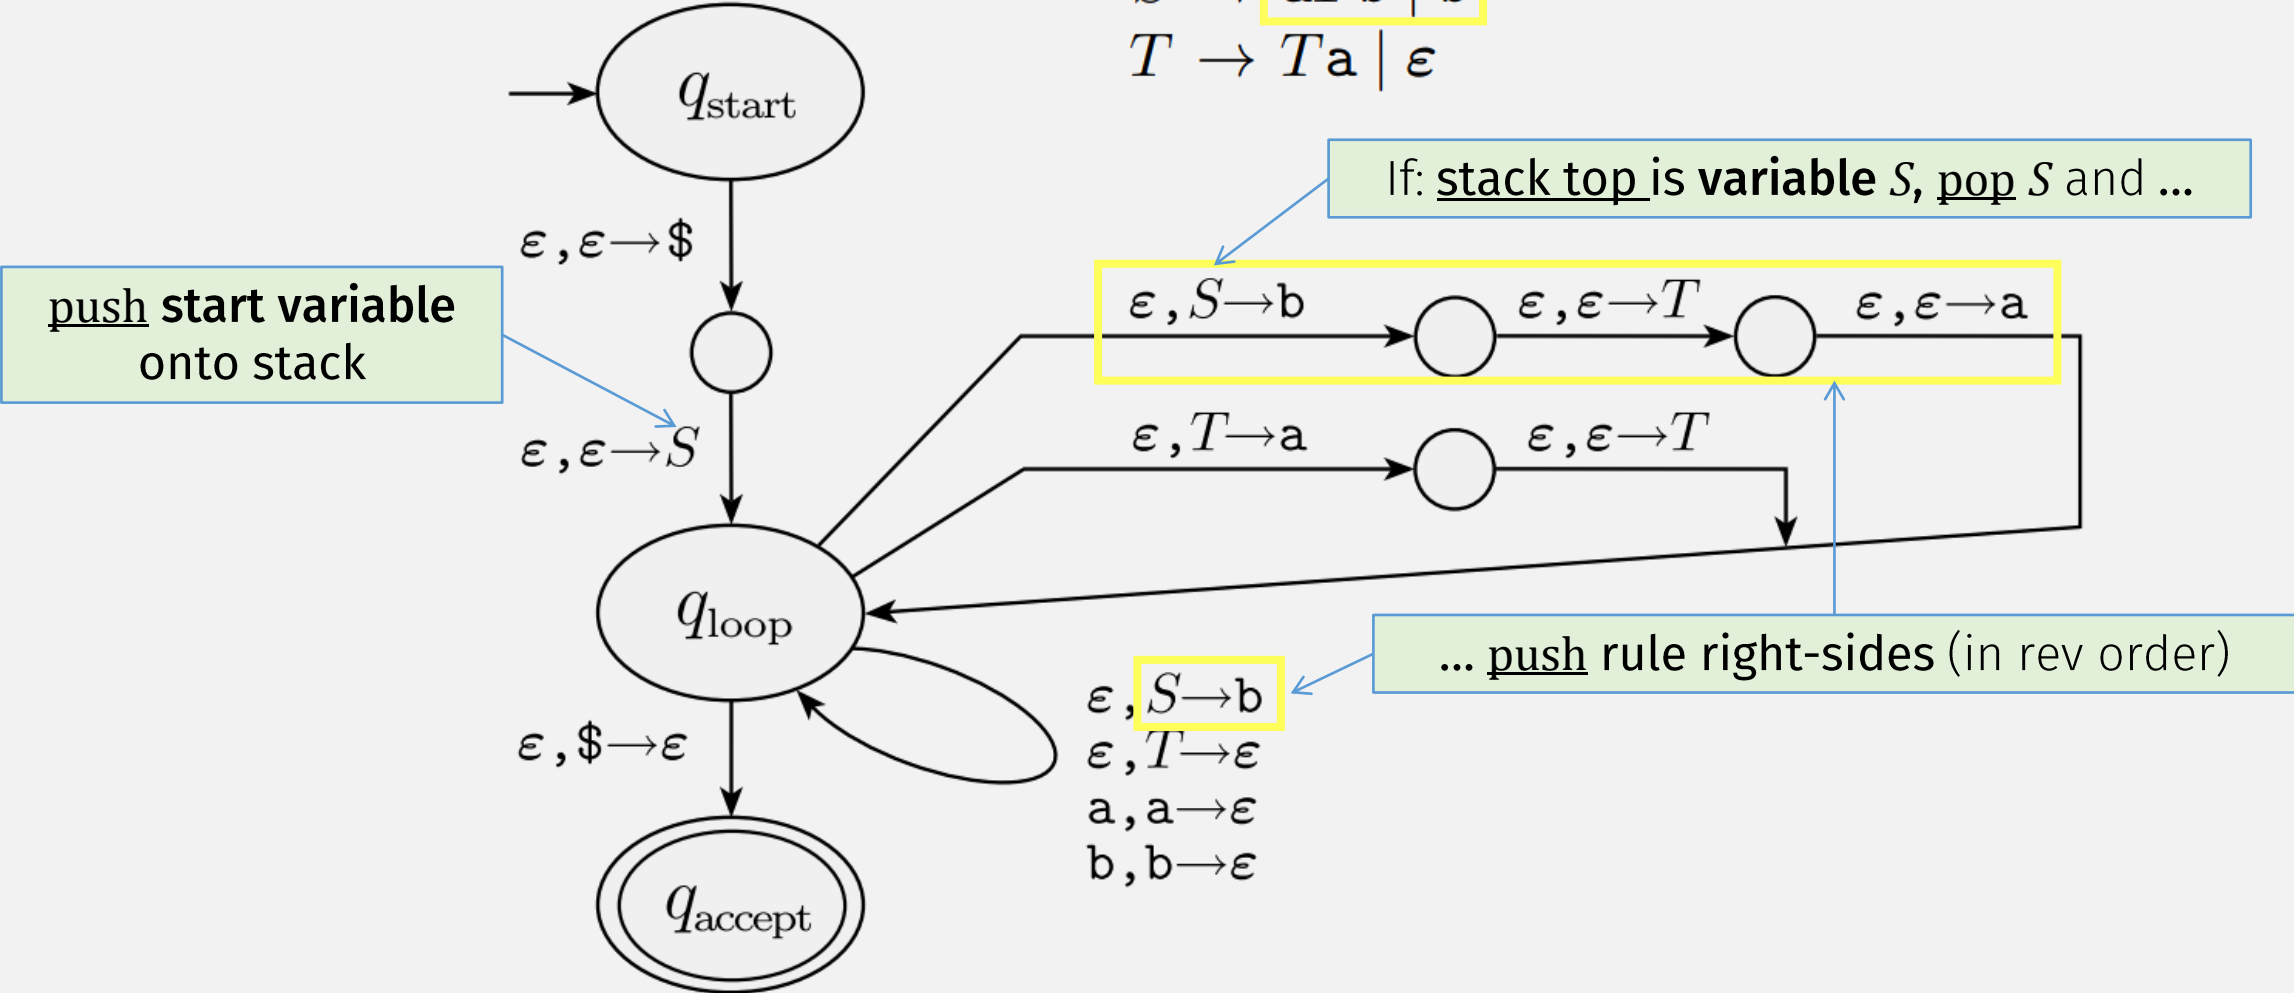 T → Ta | ε
q_start
If: stack top is variable S, pop S and ...
ε,ε→$
push start variable
onto stack
ε,S→b
ε,ε→T
ε,ε→a
ε,ε→S
ε,T→a
ε,ε→T
q_loop
... push rule right-sides (in rev order)
ε,S→b
ε,$→ε
ε,T→ε
a,a→ε
b,b→ε
q_accept